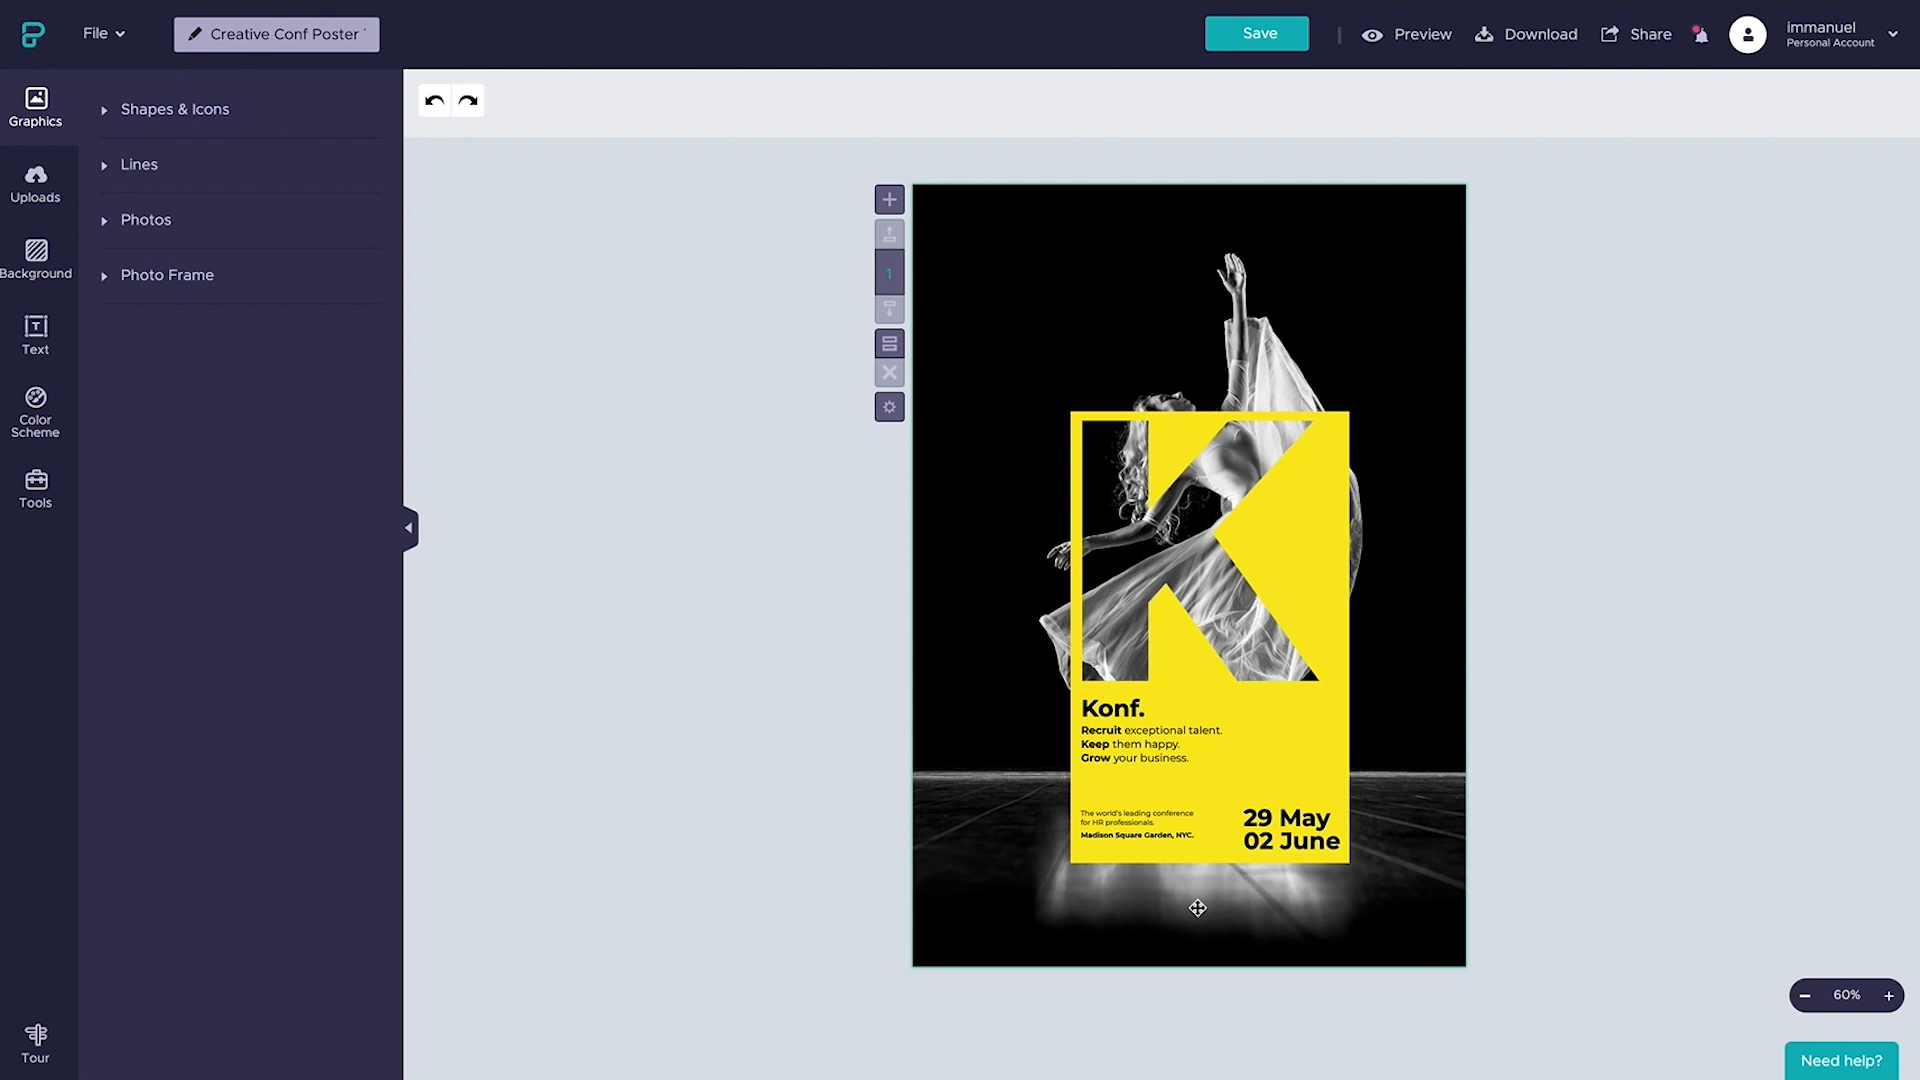 File
Creative Conf Poster
Save
Preview
Download
Share
immanuel
Personal Account
Graphics
Uploads
Background
Text
Color
Scheme
Tools
Tour
Shapes & Icons
Lines
Photos
Photo Frame
1
K
Konf.
Recruit exceptional talent.
Keep them happy.
Grow your business.
The world's leading conference
for HR professionals.
Madison Square Garden, NYC.
29 May
02 June
60%
Need help?